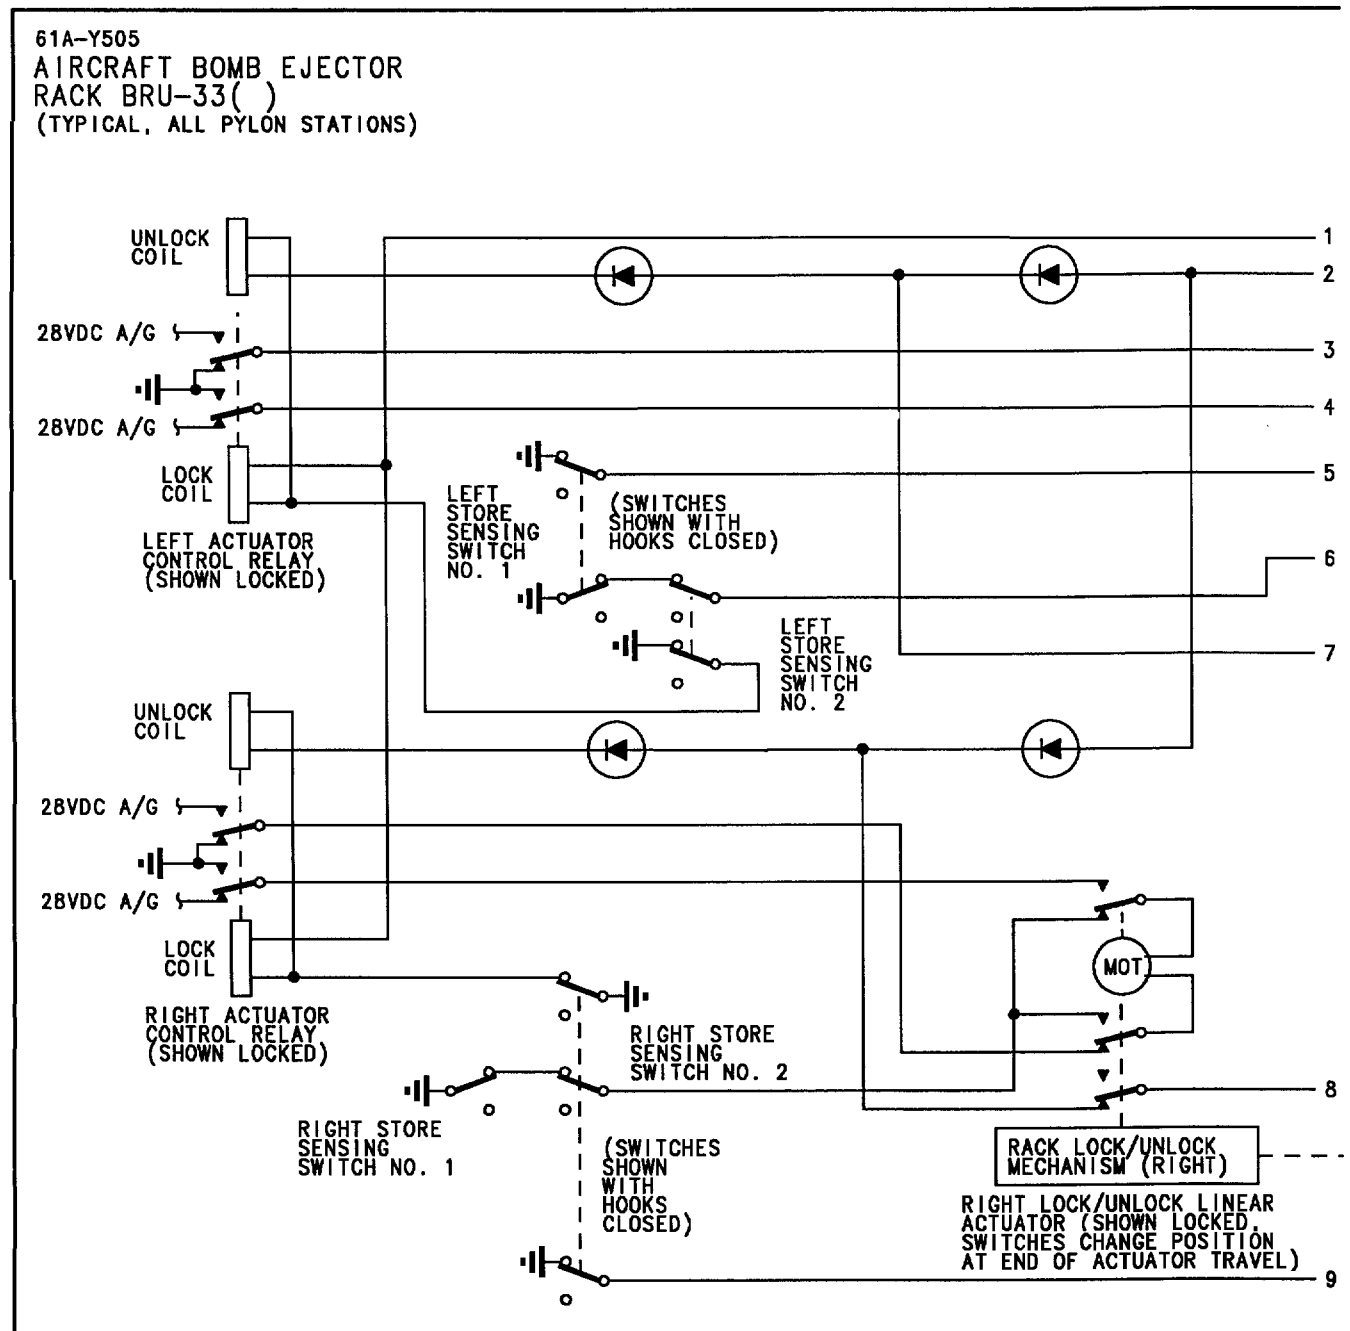 61A-Y505
AIRCRAFT BOMB EJECTOR
RACK BRU-33( )
(TYPICAL, ALL PYLON STATIONS)
UNLOCK
COIL
1
2
28VDC A/G
3
4
28VDC A/G
LOCK
COIL
5
LEFT
STORE
SENSING
SWITCH
NO. 1
(SWITCHES
SHOWN WITH
HOOKS CLOSED)
LEFT ACTUATOR
CONTROL RELAY
(SHOWN LOCKED)
6
LEFT
STORE
SENSING
SWITCH
NO. 2
7
UNLOCK
COIL
28VDC A/G
28VDC A/G
LOCK
COIL
MOT
RIGHT ACTUATOR
CONTROL RELAY
(SHOWN LOCKED)
RIGHT STORE
SENSING
SWITCH NO. 2
8
RIGHT STORE
SENSING
SWITCH NO. 1
(SWITCHES
SHOWN
WITH
HOOKS
CLOSED)
RACK LOCK/UNLOCK
MECHANISM (RIGHT)
RIGHT LOCK/UNLOCK LINEAR
ACTUATOR (SHOWN LOCKED.
SWITCHES CHANGE POSITION
AT END OF ACTUATOR TRAVEL)
9